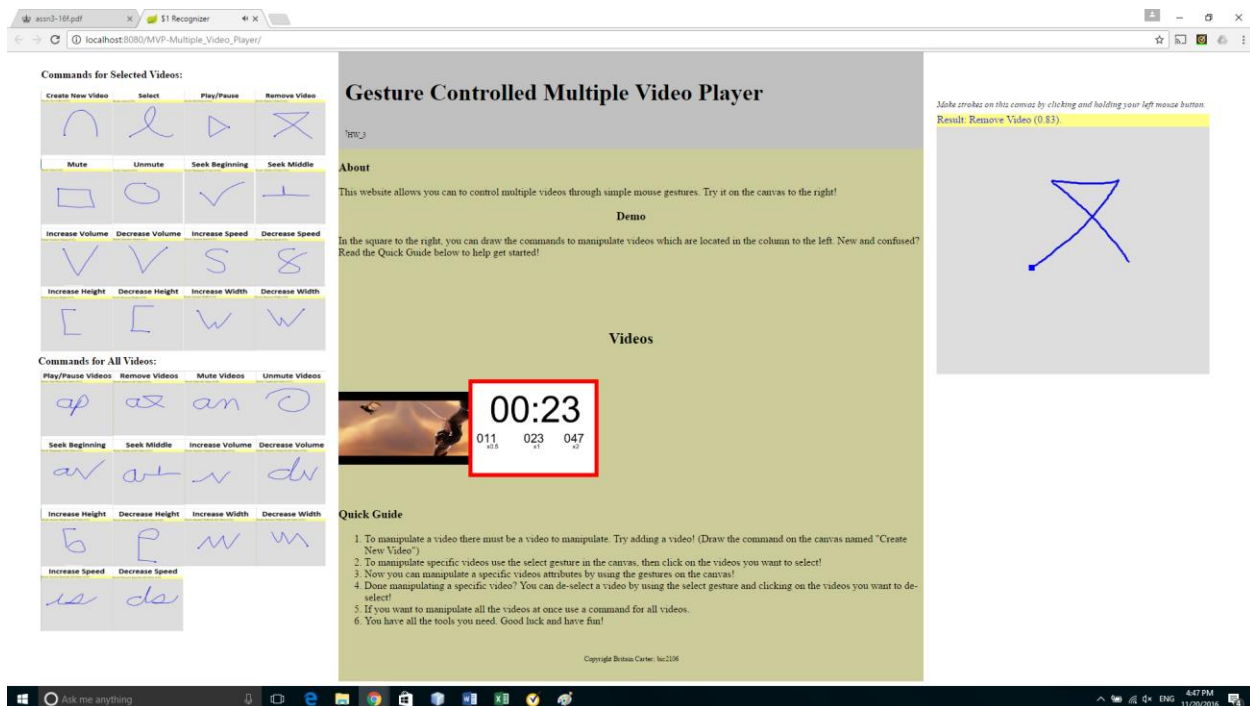 assn3-16f.pdf
$1 Recognizer
localhost:8080/MVP-Multiple_Video_Player/
Commands for Selected Videos:
Create New Video Select Play/Pause Remove Video
Mute Unmute Seek Beginning Seek Middle
Increase Volume Decrease Volume Increase Speed Decrease Speed
Increase Height Decrease Height Increase Width Decrease Width
Commands for All Videos:
Play/Pause Videos Remove Videos Mute Videos Unmute Videos
Seek Beginning Seek Middle Increase Volume Decrease Volume
Increase Height Decrease Height Increase Width Decrease Width
Increase Speed Decrease Speed
Gesture Controlled Multiple Video Player
HW_3
About
This website allows you can to control multiple videos through simple mouse gestures. Try it on the canvas to the right!
Demo
In the square to the right, you can draw the commands to manipulate videos which are located in the column to the left. New and confused?
Read the Quick Guide below to help get started!
Videos
00:23
011 023 047
x0.5 x1 x2
Quick Guide
1. To manipulate a video there must be a video to manipulate. Try adding a video! (Draw the command on the canvas named "Create
New Video")
2. To manipulate specific videos use the select gesture in the canvas, then click on the videos you want to select!
3. Now you can manipulate a specific videos attributes by using the gestures on the canvas!
4. Done manipulating a specific video? You can de-select a video by using the select gesture and clicking on the videos you want to de-
select!
5. If you want to manipulate all the videos at once use a command for all videos.
6. You have all the tools you need. Good luck and have fun!
Copyright Britain Carter; bic2106
Make strokes on this canvas by clicking and holding your left mouse button.
Result: Remove Video (0.83).
Ask me anything
ENG
4:47 PM
11/20/2016